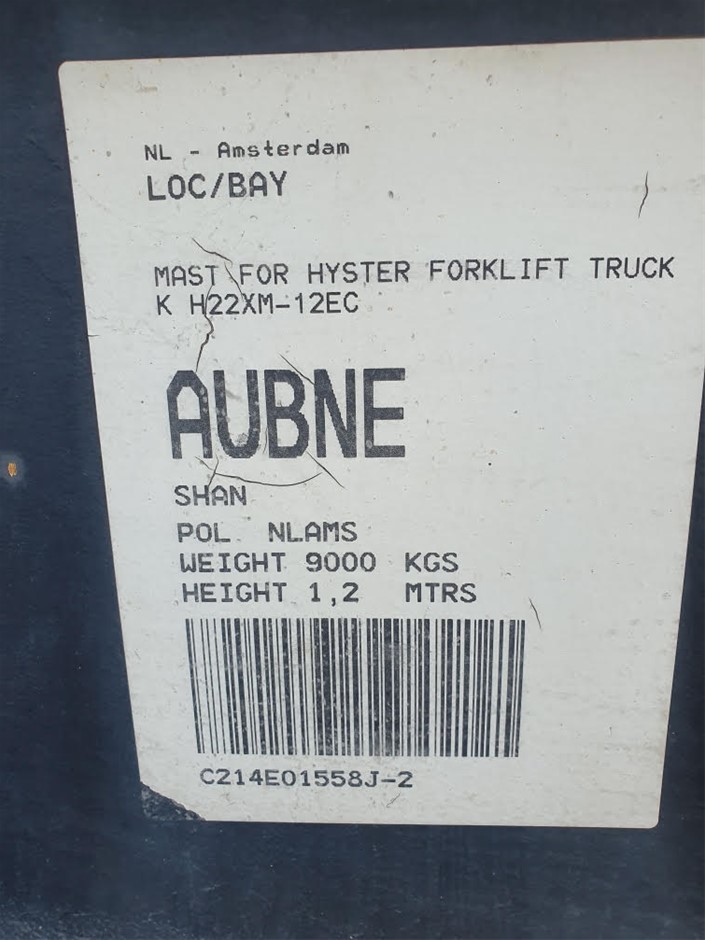 NL - Amsterdam
LOC/BAY
MAST FOR HYSTER FORKLIFT TRUCK
K H22XM-12EC
AUBNE
SHAN
POL NLAMS
WEIGHT 9000 KGS
HEIGHT 1,2 MTRS
C214E01558J-2